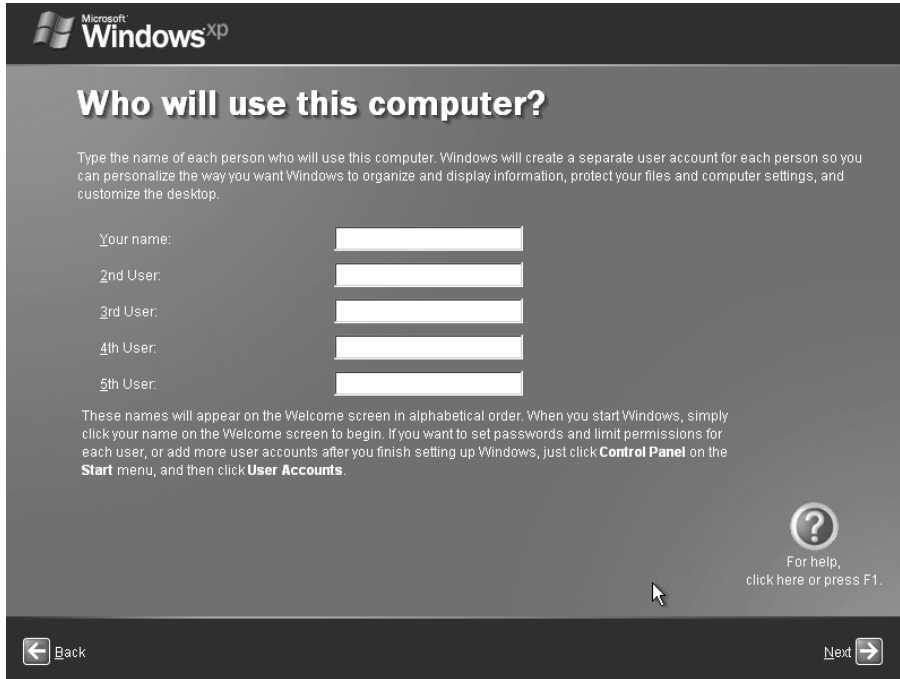 Microsoft
Windows xp
Who will use this computer?
Type the name of each person who will use this computer. Windows will create a separate user account for each person so you
can personalize the way you want Windows to organize and display information, protect your files and computer settings, and
customize the desktop.
Your name:
2nd User:
3rd User:
4th User:
5th User:
These names will appear on the Welcome screen in alphabetical order. When you start Windows, simply
click your name on the Welcome screen to begin. If you want to set passwords and limit permissions for
each user, or add more user accounts after you finish setting up Windows, just click Control Panel on the
Start menu, and then click User Accounts.
?
For help,
click here or press F1.
Back
Next